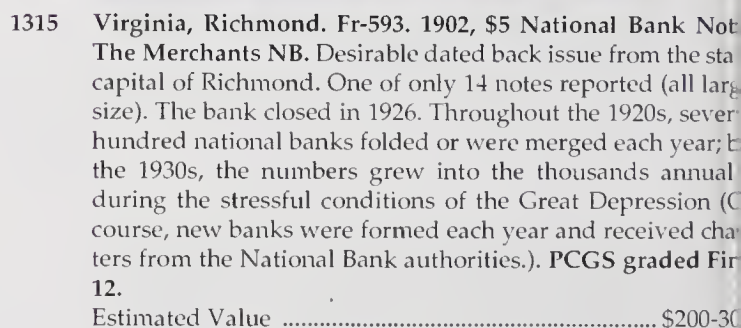 1315 Virginia, Richmond. Fr-593. 1902, $5 National Bank Not
The Merchants NB. Desirable dated back issue from the sta
capital of Richmond. One of only 14 notes reported (all larg
size). The bank closed in 1926. Throughout the 1920s, sever
hundred national banks folded or were merged each year; b
the 1930s, the numbers grew into the thousands annual
during the stressful conditions of the Great Depression (O
course, new banks were formed each year and received cha
ters from the National Bank authorities.). PCGS graded Fin
12.
Estimated Value ............................................................ $200-30